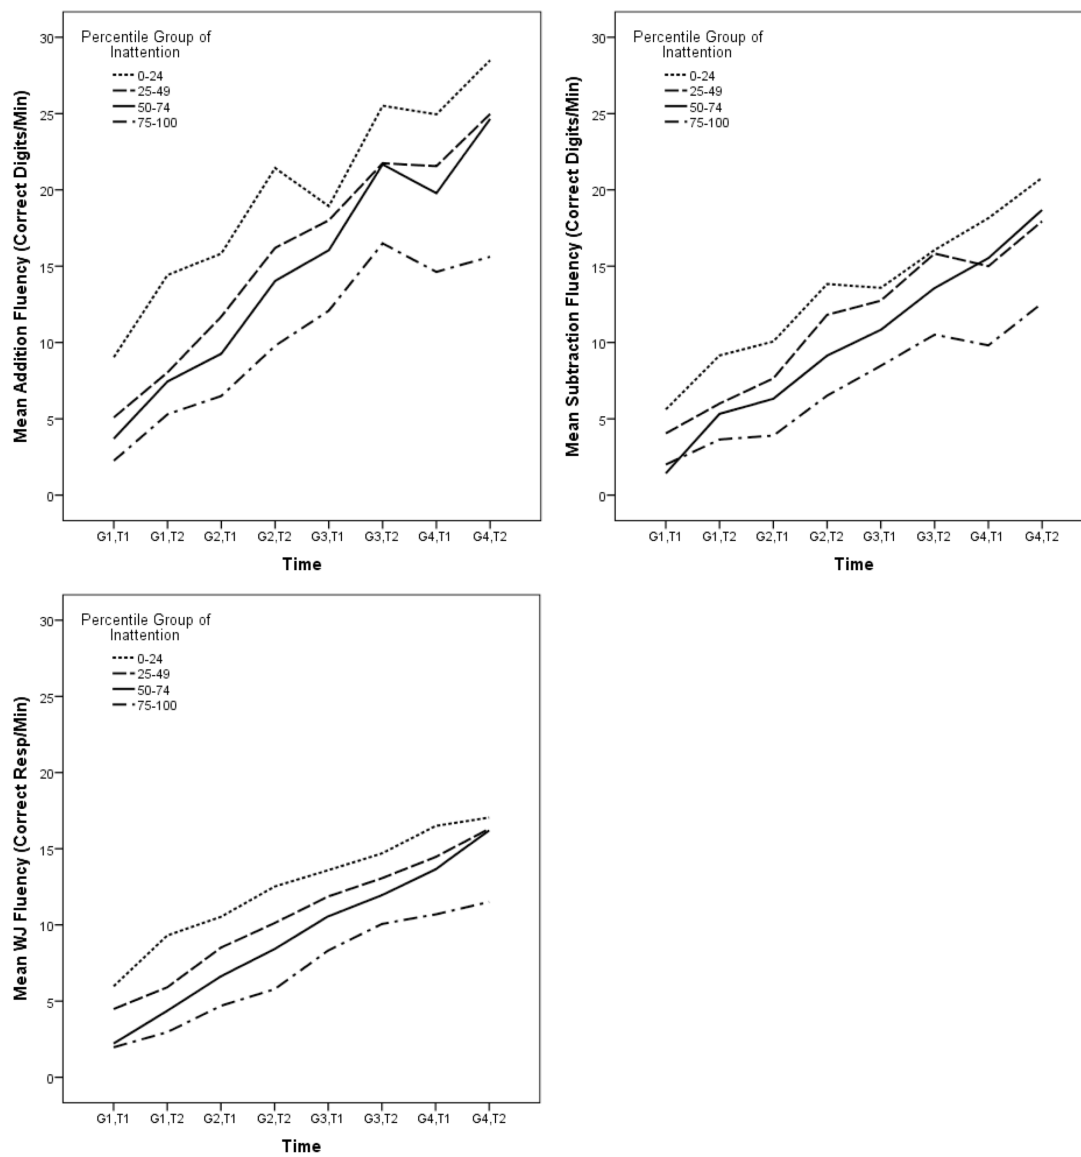 Mean Addition Fluency (Correct Digits/Min)
30
25
20
15
10
5
0
Percentile Group of
Inattention
0-24
25-49
50-74
75-100
G1,T1 G1,T2 G2,T1 G2,T2 G3,T1 G3,T2 G4,T1 G4,T2
Time
Mean Subtraction Fluency (Correct Digits/Min)
30
25
20
15
10
5
0
Percentile Group of
Inattention
0-24
25-49
50-74
75-100
G1,T1 G1,T2 G2,T1 G2,T2 G3,T1 G3,T2 G4,T1 G4,T2
Time
Mean WJ Fluency (Correct Resp/Min)
30
25
20
15
10
5
0
Percentile Group of
Inattention
0-24
25-49
50-74
75-100
G1,T1 G1,T2 G2,T1 G2,T2 G3,T1 G3,T2 G4,T1 G4,T2
Time